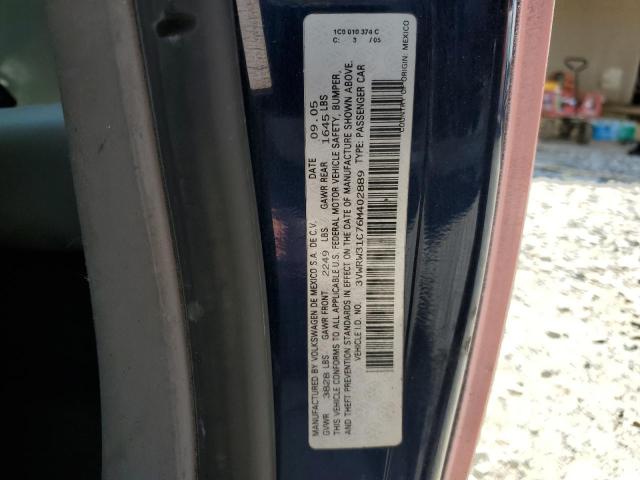 1C0 010 374 C
C: 3 /05
MANUFACTURED BY VOLKSWAGEN DE MEXICO S.A. DE C.V. DATE 09.05
GVWR 3828 LBS GAWR FRONT 2249 LBS GAWR REAR 1645 LBS
THIS VEHICLE CONFORMS TO ALL APPLICABLE U.S. FEDERAL MOTOR VEHICLE SAFETY, BUMPER,
AND THEFT PREVENTION STANDARDS IN EFFECT ON THE DATE OF MANUFACTURE SHOWN ABOVE.
VEHICLE I.D. NO. 3VWRW31C76M402889 TYPE: PASSENGER CAR
COUNTRY OF ORIGIN: MEXICO